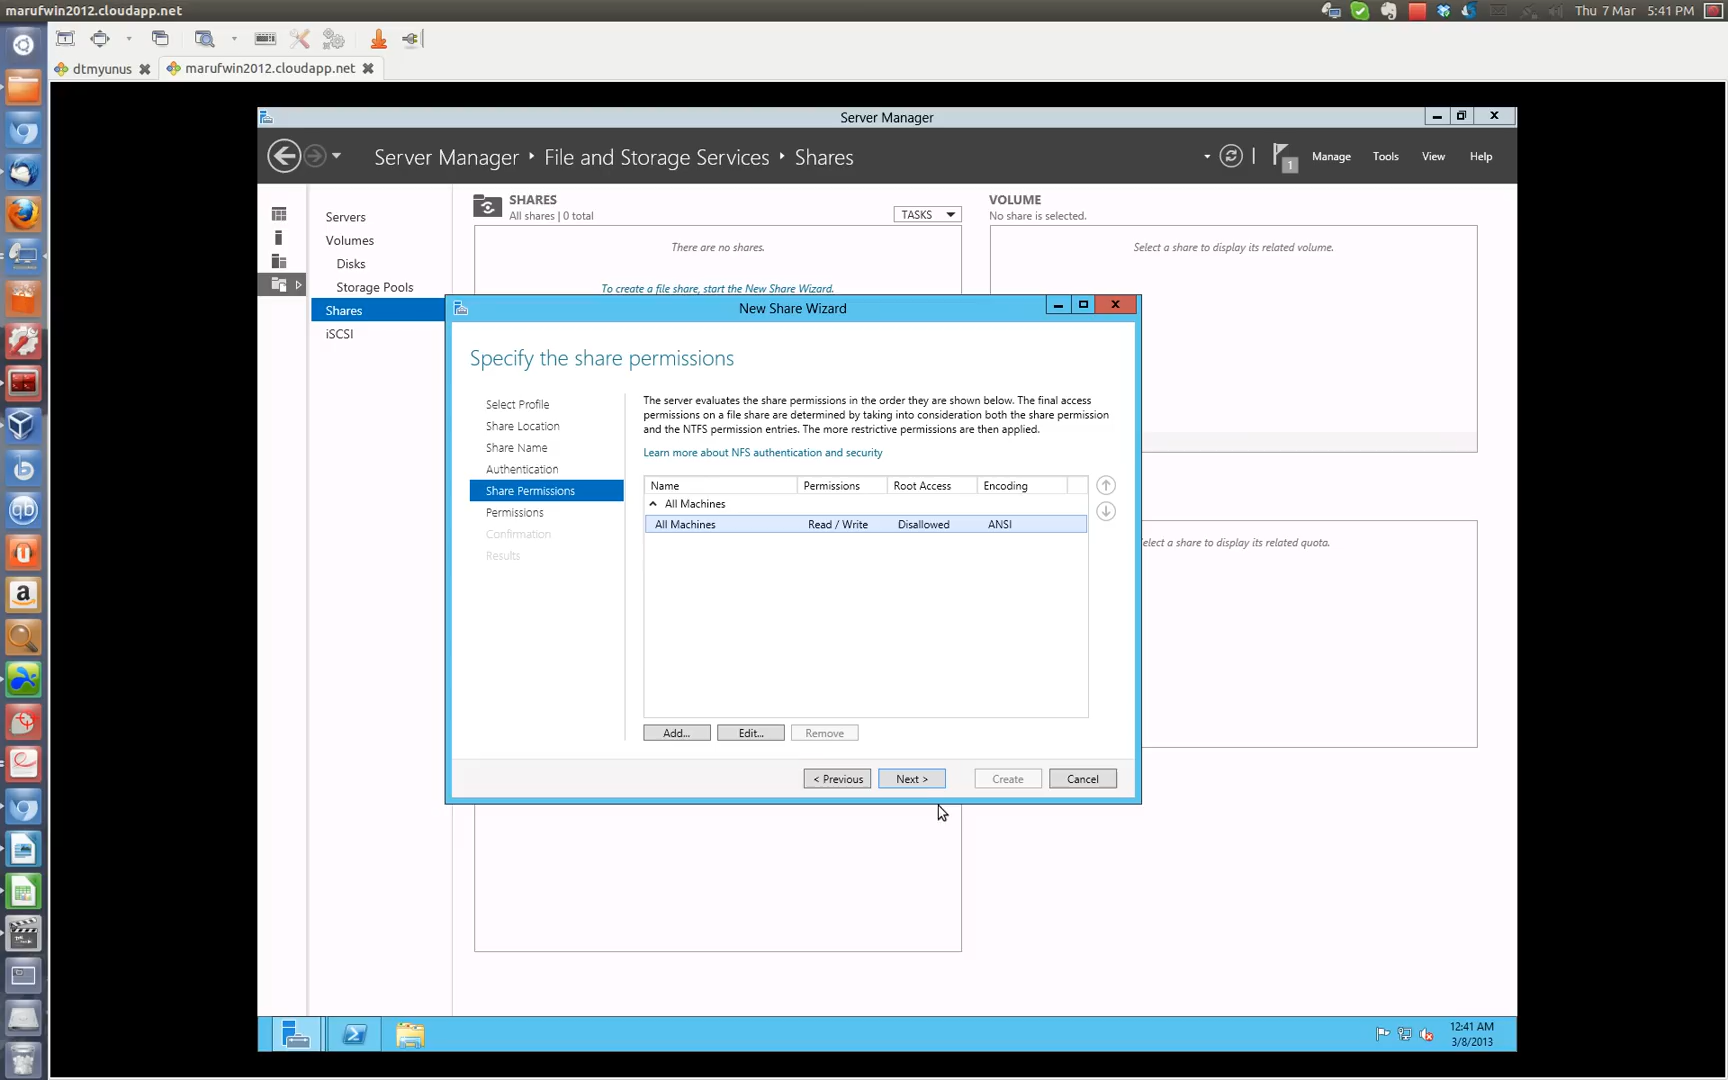 marufwin2012.cloudapp.net
Thu 7 Mar 5:41 PM
dtmyunus
marufwin2012.cloudapp.net
Server Manager
Server Manager ‣ File and Storage Services ‣ Shares
1
Manage
Tools
View
Help
Servers
Volumes
Disks
Storage Pools
Shares
iSCSI
SHARES
All shares | 0 total
TASKS
There are no shares.
To create a file share, start the New Share Wizard.
VOLUME
No share is selected.
Select a share to display its related volume.
elect a share to display its related quota.
New Share Wizard
Specify the share permissions
Select Profile
Share Location
Share Name
Authentication
Share Permissions
Permissions
Confirmation
Results
The server evaluates the share permissions in the order they are shown below. The final access
permissions on a file share are determined by taking into consideration both the share permission
and the NTFS permission entries. The more restrictive permissions are then applied.
Learn more about NFS authentication and security
Name Permissions Root Access Encoding
All Machines
All Machines Read / Write Disallowed ANSI
Add...
Edit...
Remove
< Previous
Next >
Create
Cancel
qb
a
12:41 AM
3/8/2013